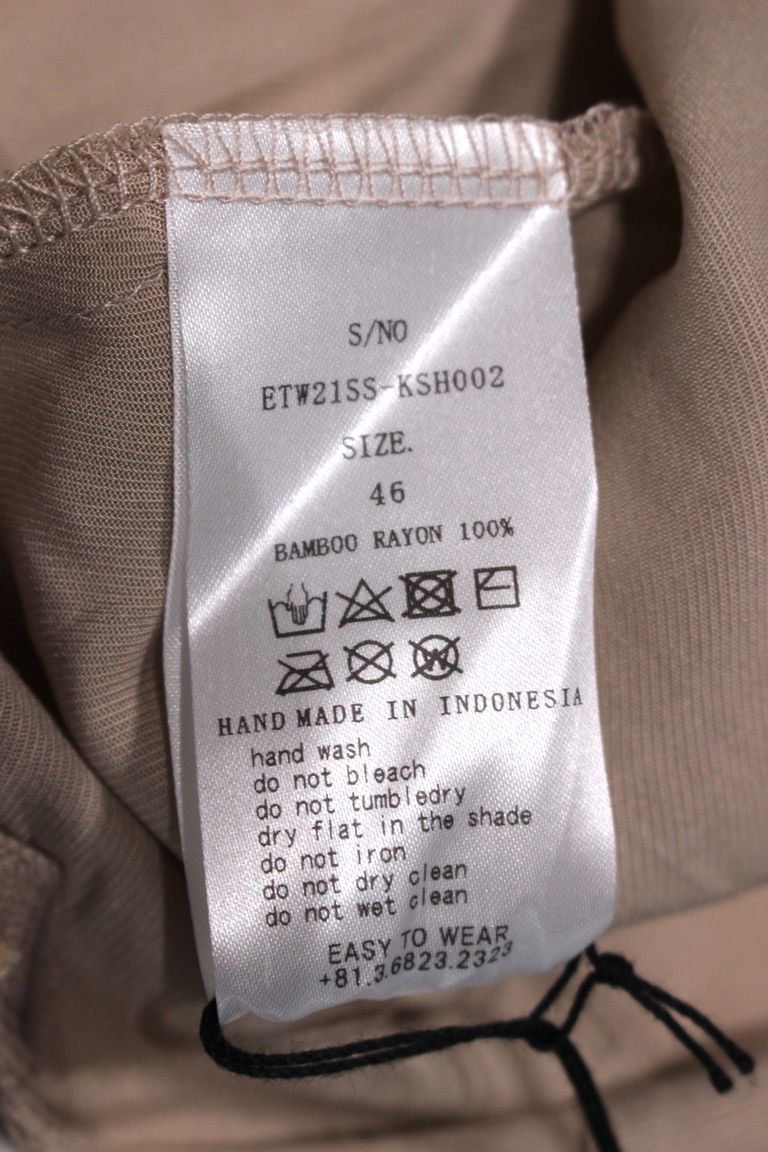 S/NO
ETW21SS-KSH002
SIZE.
46
BAMBOO RAYON 100%
W
HAND MADE IN INDONESIA
hand wash
do not bleach
do not tumbledry
dry flat in the shade
do not iron
do not dry clean
do not wet clean
EASY TO WEAR
+81.3.6823.2323